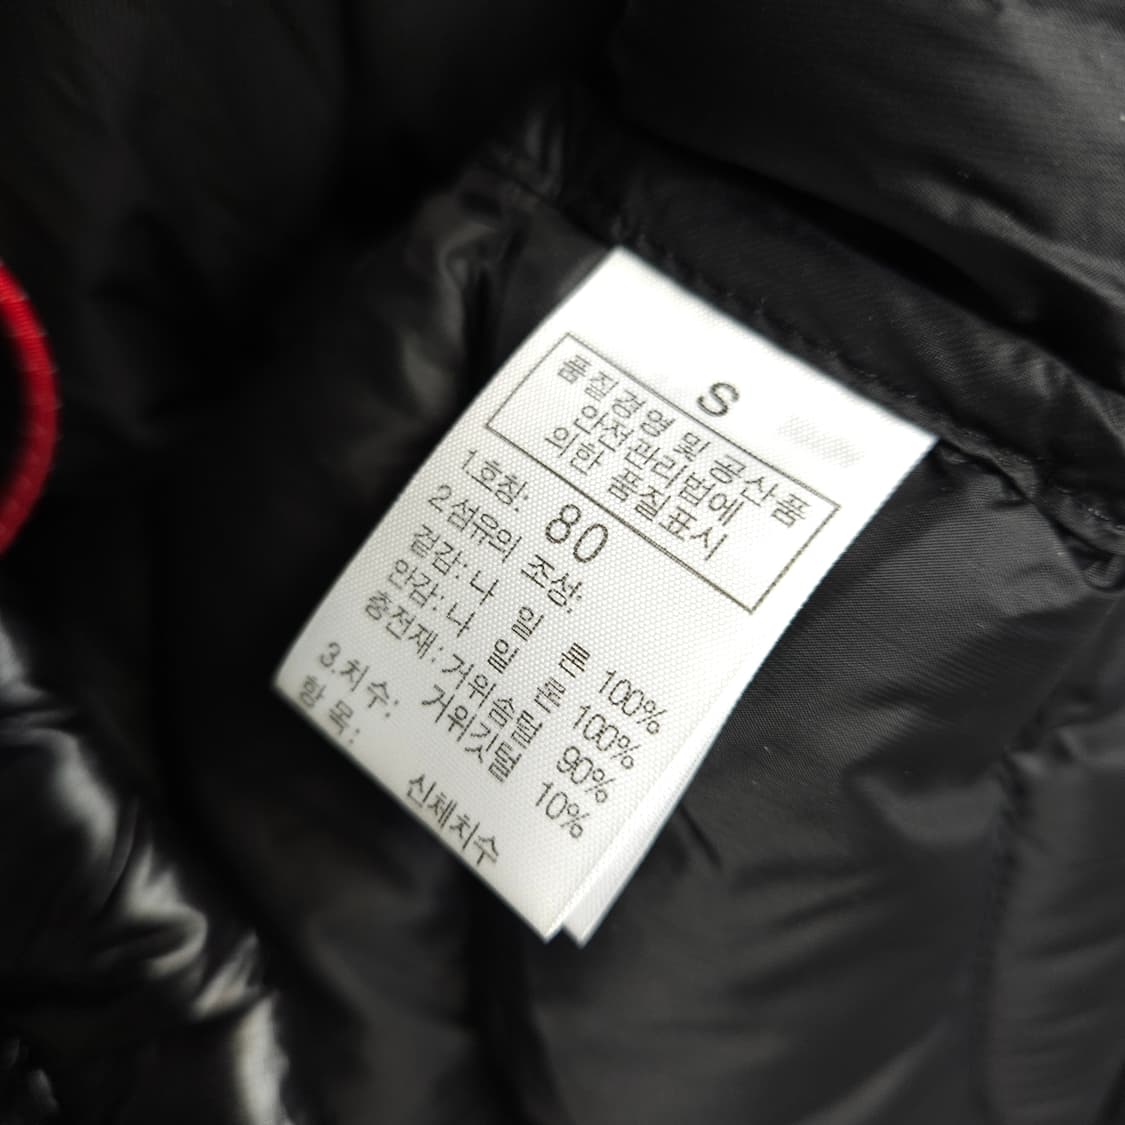 S
품질경영 및 공산품
안전관리법에
의한 품질표시
1.호칭: 80
2.섬유의 조성:
겉감: 나 일 론 100%
안감: 나 일 론 100%
충전재: 거위솜털 90%
거위깃털 10%
3.치수:
항목: 신체치수